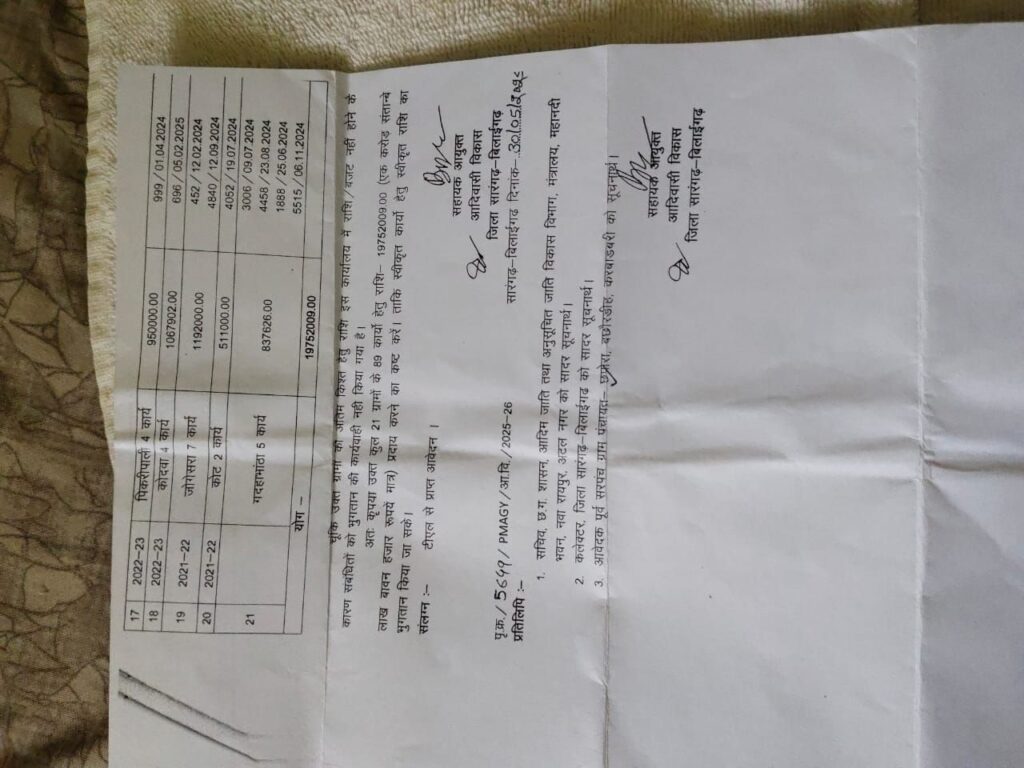 17 2022–23 पिकरीपाली 4 कार्य 950000.00 999 / 01.04.2024
18 2022–23 कोदवा 4 कार्य 1067902.00 696 / 05.02.2025
19 2021–22 जोगेसरा 7 कार्य 1192000.00 452 / 12.02.2024
4840 / 12.09.2024
20 2021–22 कोट 2 कार्य 511000.00 4052 / 19.07.2024
21 गदहामांठा 5 कार्य 837626.00 3006 / 09.07.2024
4458 / 23.08.2024
1888 / 25.06.2024
5515 / 06.11.2024
योग – 19752009.00
चूंकि उक्त ग्रामों की अंतिम किश्त हेतु राशि इस कार्यालय में राशि/बजट नहीं होने के
कारण संबंधितों को भुगतान की कार्यवाही नहीं किया गया है।
अतः कृपया उक्त कुल 21 ग्रामों के 89 कार्यों हेतु राशि– 19752009.00 (एक करोड संतान्बे
लाख बावन हजार रूपये मात्र) प्रदाय करने का कष्ट करें। ताकि स्वीकृत कार्यों हेतु स्वीकृत राशि का
भुगतान किया जा सके।
संलग्न :– टीएल से प्राप्त आवेदन ।
सहायक आयुक्त
आदिवासी विकास
जिला सारंगढ़–बिलाईगढ़
पृ.क्र./5649/ PMAGY/आवि./2025-26 सारंगढ़–बिलाईगढ़ दिनांक– 30/05/2025
प्रतिलिपि :–
1. सचिव, छ.ग. शासन, आदिम जाति तथा अनुसूचित जाति विकास विभाग, मंत्रालय, महानदी
भवन, नवा रायपुर, अटल नगर को सादर सूचनार्थ।
2. कलेक्टर, जिला सारंगढ़–बिलाईगढ़ को सादर सूचनार्थ।
3. आवेदक पूर्व सरपंच ग्राम पंचायत– करबाडबरी को सूचनार्थ।
सहायक आयुक्त
आदिवासी विकास
जिला सारंगढ़–बिलाईगढ़